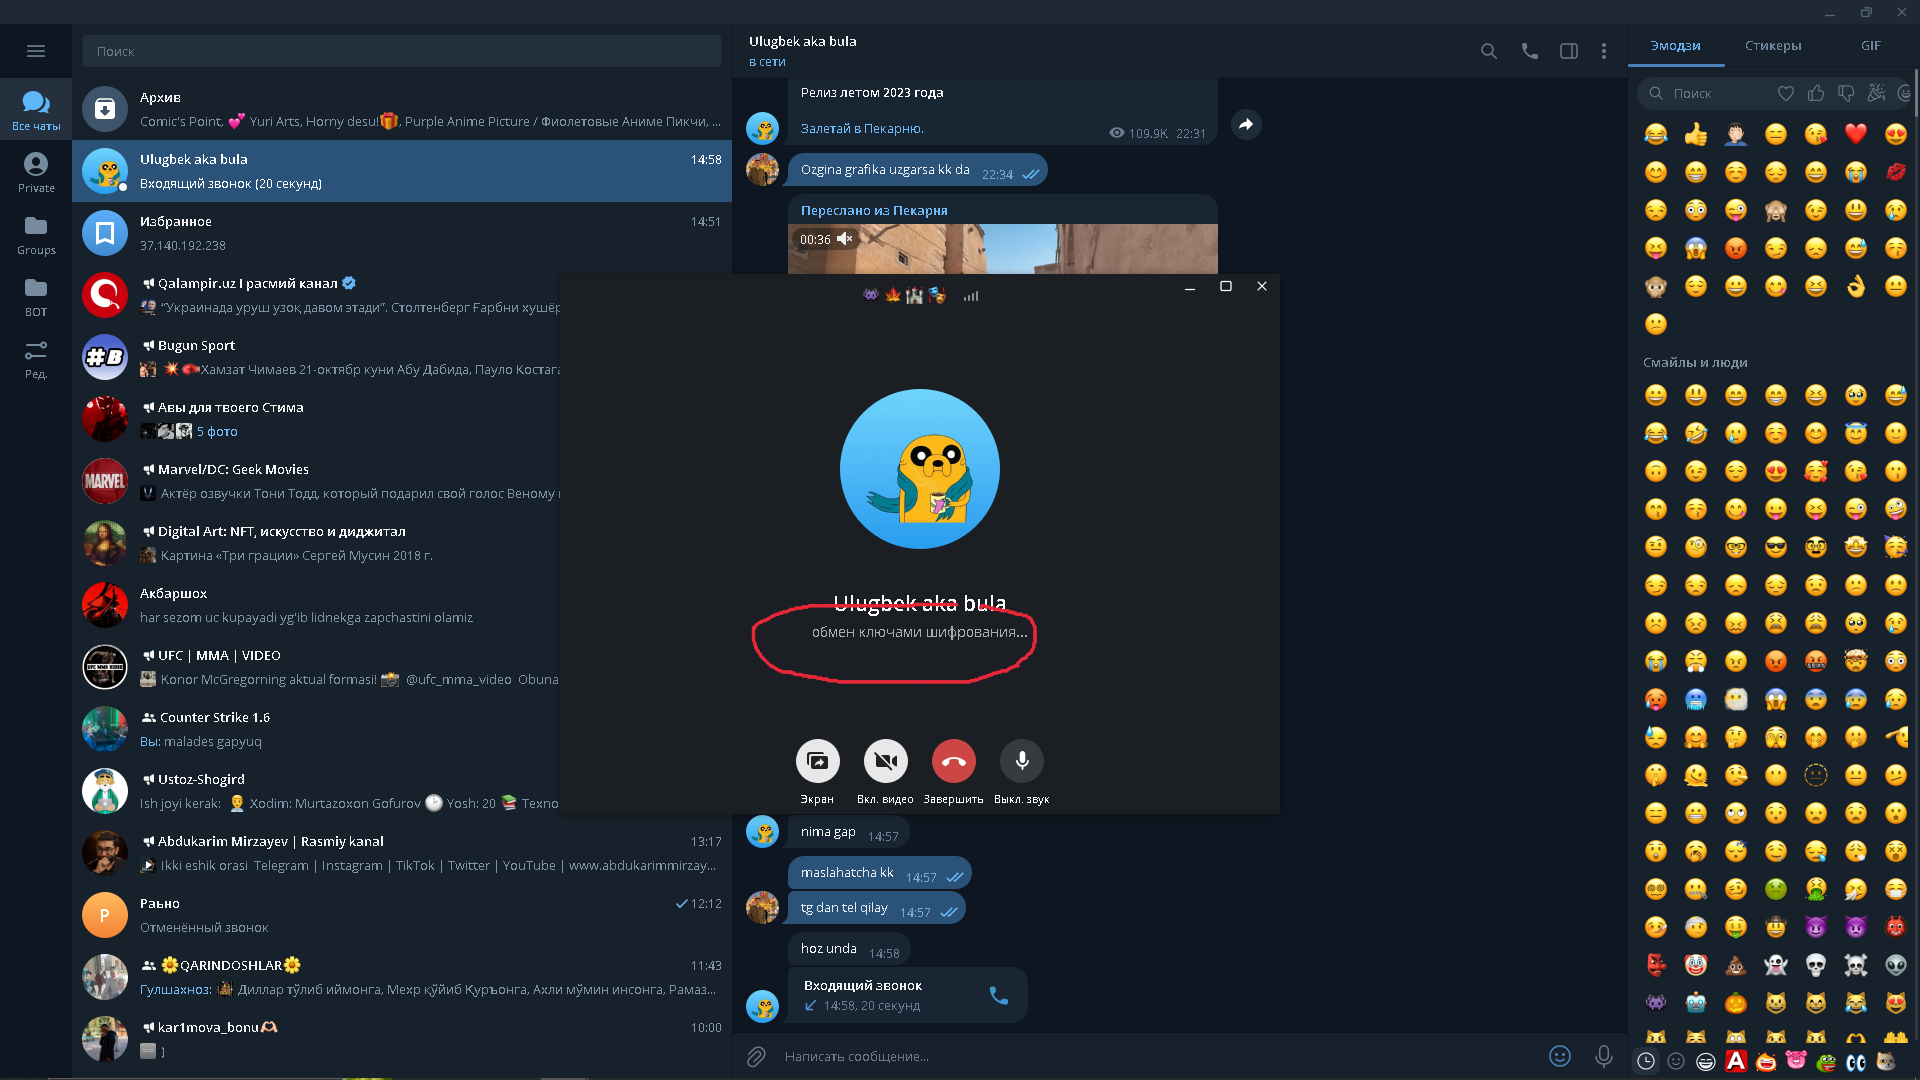 Все чаты
Private
Groups
BOT
Ред.
Поиск
Архив
Comic's Point, 💕 Yuri Arts, Horny desu!🎁, Purple Anime Picture / Фиолетовые Аниме Пикчи, ...
Ulugbek aka bula 14:58
Входящий звонок (20 секунд)
Избранное 14:51
37.140.192.238
Qalampir.uz I расмий канал
“Украинада уруш узоқ давом этади”. Столтенберг Ғарбни хушёр
#B Bugun Sport
💥🥊Хамзат Чимаев 21-октябр куни Абу Дабида, Пауло Костага
Авы для твоего Стима
5 фото
MARVEL Marvel/DC: Geek Movies
Актёр озвучки Тони Тодд, который подарил свой голос Веному
Digital Art: NFT, искусство и диджитал
Картина «Три грации» Сергей Мусин 2018 г.
Акбаршох
har sezom uc kupayadi yg'ib lidnekga zapchastini olamiz
UFC | MMA | VIDEO
Konor McGregorning aktual formasi! 📸 @ufc_mma_video Obuna
Counter Strike 1.6
Вы: malades gapyuq
Ustoz-Shogird
Ish joyi kerak: 👨‍💼 Xodim: Murtazoxon Gofurov 🕑 Yosh: 20 📚 Texno
Abdukarim Mirzayev | Rasmiy kanal 13:17
Ikki eshik orasi Telegram | Instagram | TikTok | Twitter | YouTube | www.abdukarimmirzay...
Р Раьно 12:12
Отменённый звонок
🌼QARINDOSHLAR🌼 11:43
Гулшахноз: Диллар тўлиб иймонга, Мехр қўйиб Қуръонга, Ахли мўмин инсонга, Рамаз...
kar1mova_bonu🫶 10:00
)
Ulugbek aka bula
в сети
Релиз летом 2023 года
Залетай в Пекарню.
109.9K 22:31
Ozgina grafika uzgarsa kk da 22:34
Переслано из Пекарня
00:36
Ulugbek aka bula
обмен ключами шифрования...
Экран Вкл. видео Завершить Выкл. звук
nima gap 14:57
maslahatcha kk 14:57
tg dan tel qilay 14:57
hoz unda 14:58
Входящий звонок
14:58, 20 секунд
Написать сообщение...
Эмодзи Стикеры GIF
Поиск
Смайлы и люди
A